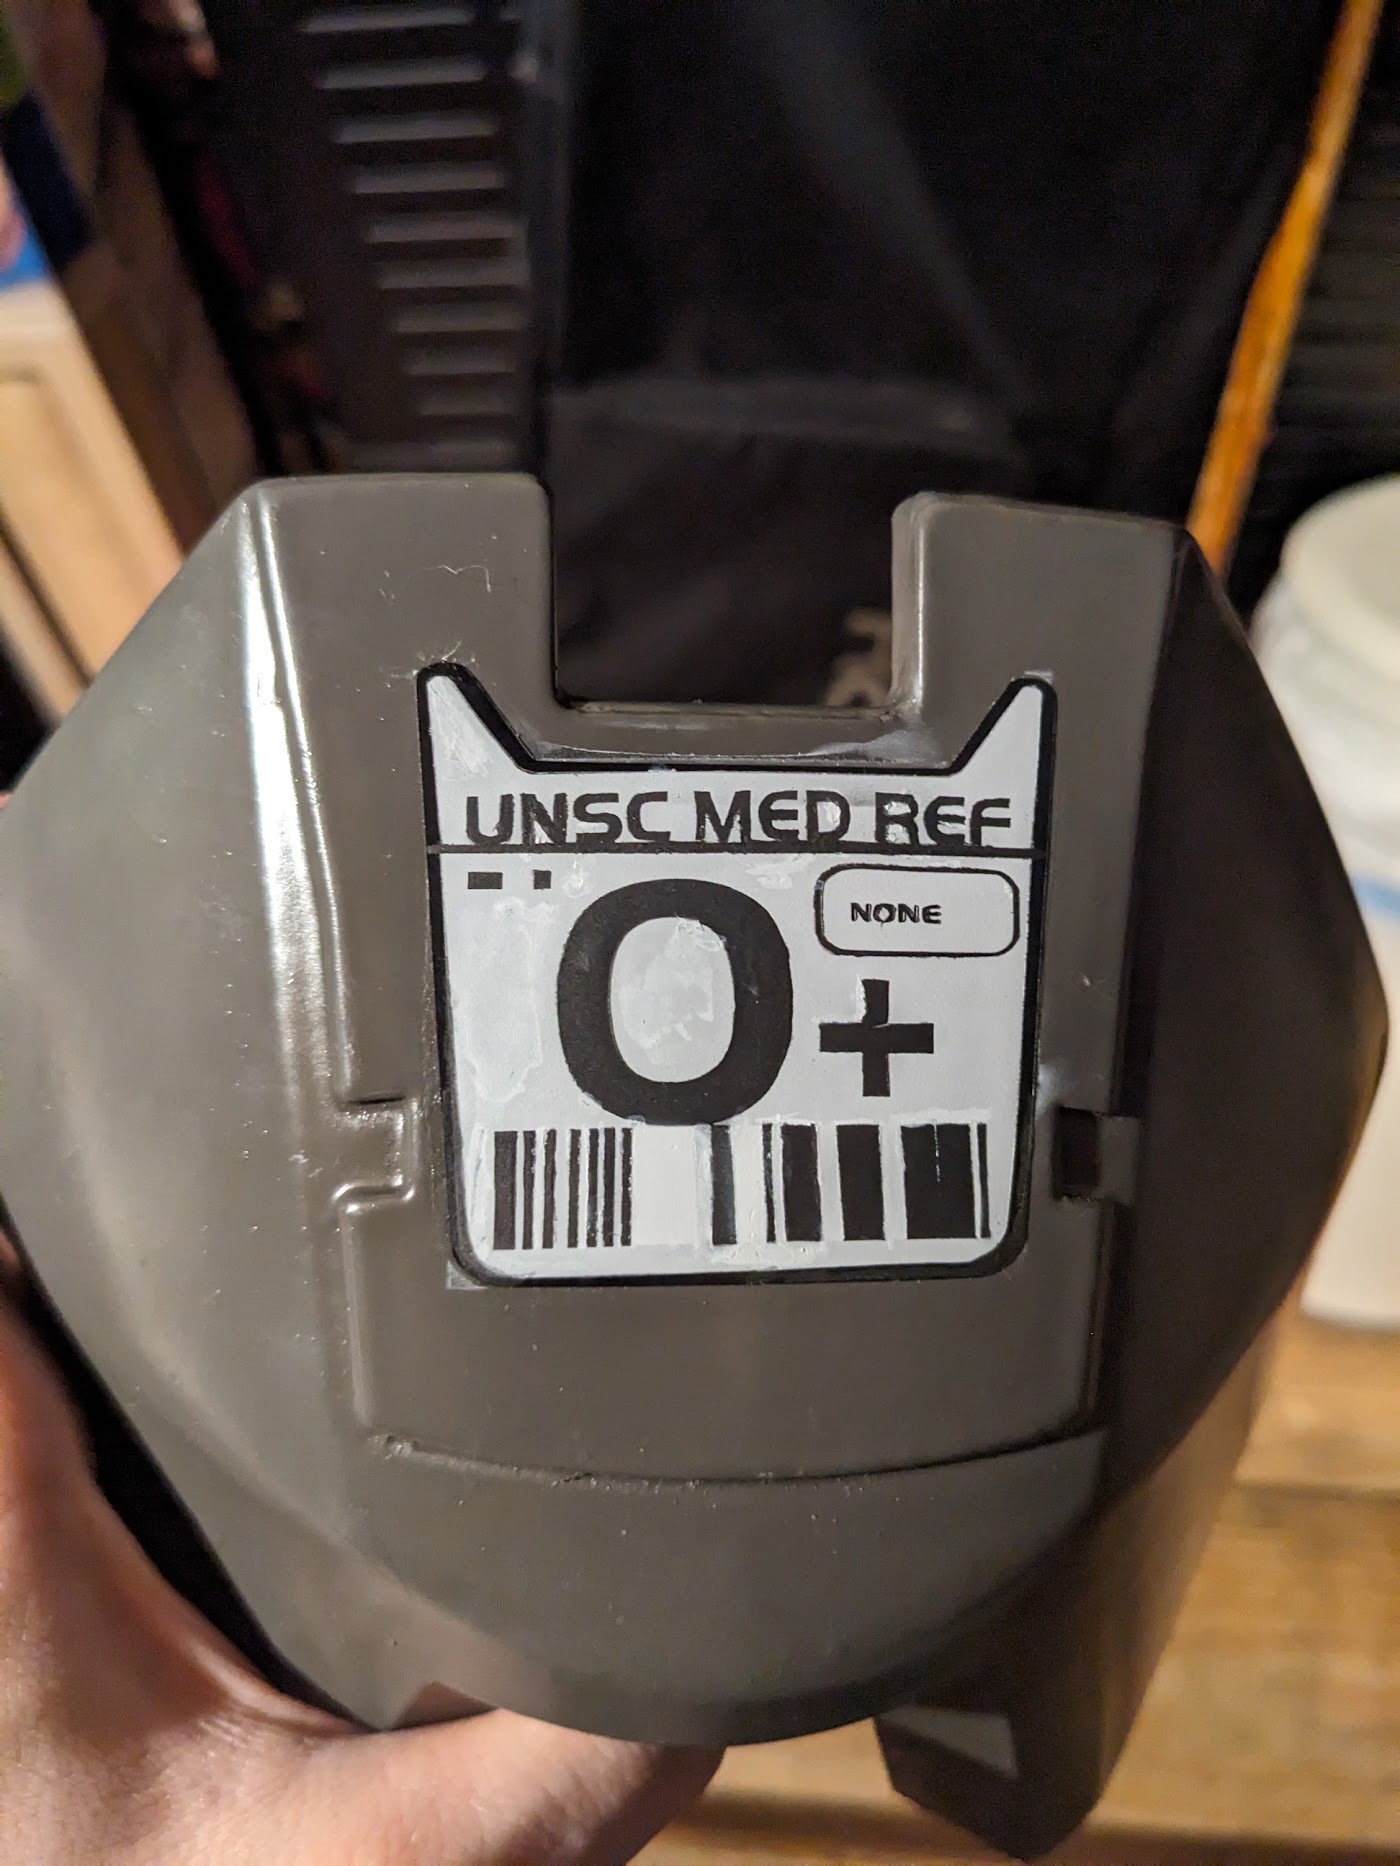 UNSC MED REF
NONE
O+